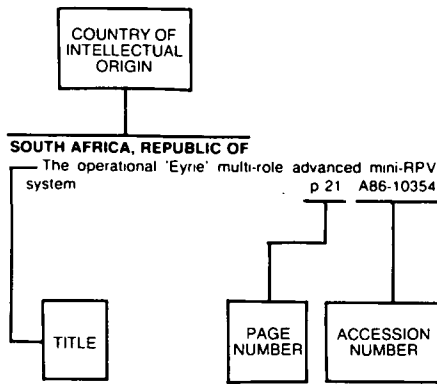 COUNTRY OF
INTELLECTUAL
ORIGIN
SOUTH AFRICA, REPUBLIC OF
The operational 'Eyrie' multi-role advanced mini-RPV
system p 21 A86-10354
TITLE
PAGE
NUMBER
ACCESSION
NUMBER